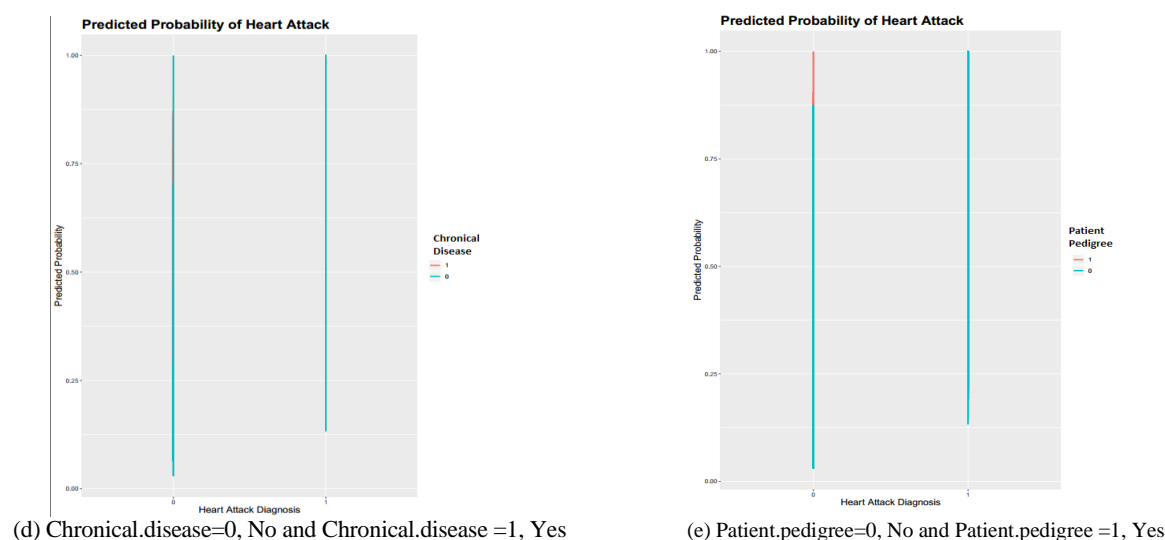 Predicted Probability of Heart Attack
1.00
0.75
0.50
0.25
0.00
Predicted Probability
0
1
Heart Attack Diagnosis
Chronical
Disease
1
0
(d) Chronical.disease=0, No and Chronical.disease =1, Yes
Predicted Probability of Heart Attack
1.00
0.75
0.50
0.25
0.00
Predicted Probability
0
1
Heart Attack Diagnosis
Patient
Pedigree
1
0
(e) Patient.pedigree=0, No and Patient.pedigree =1, Yes